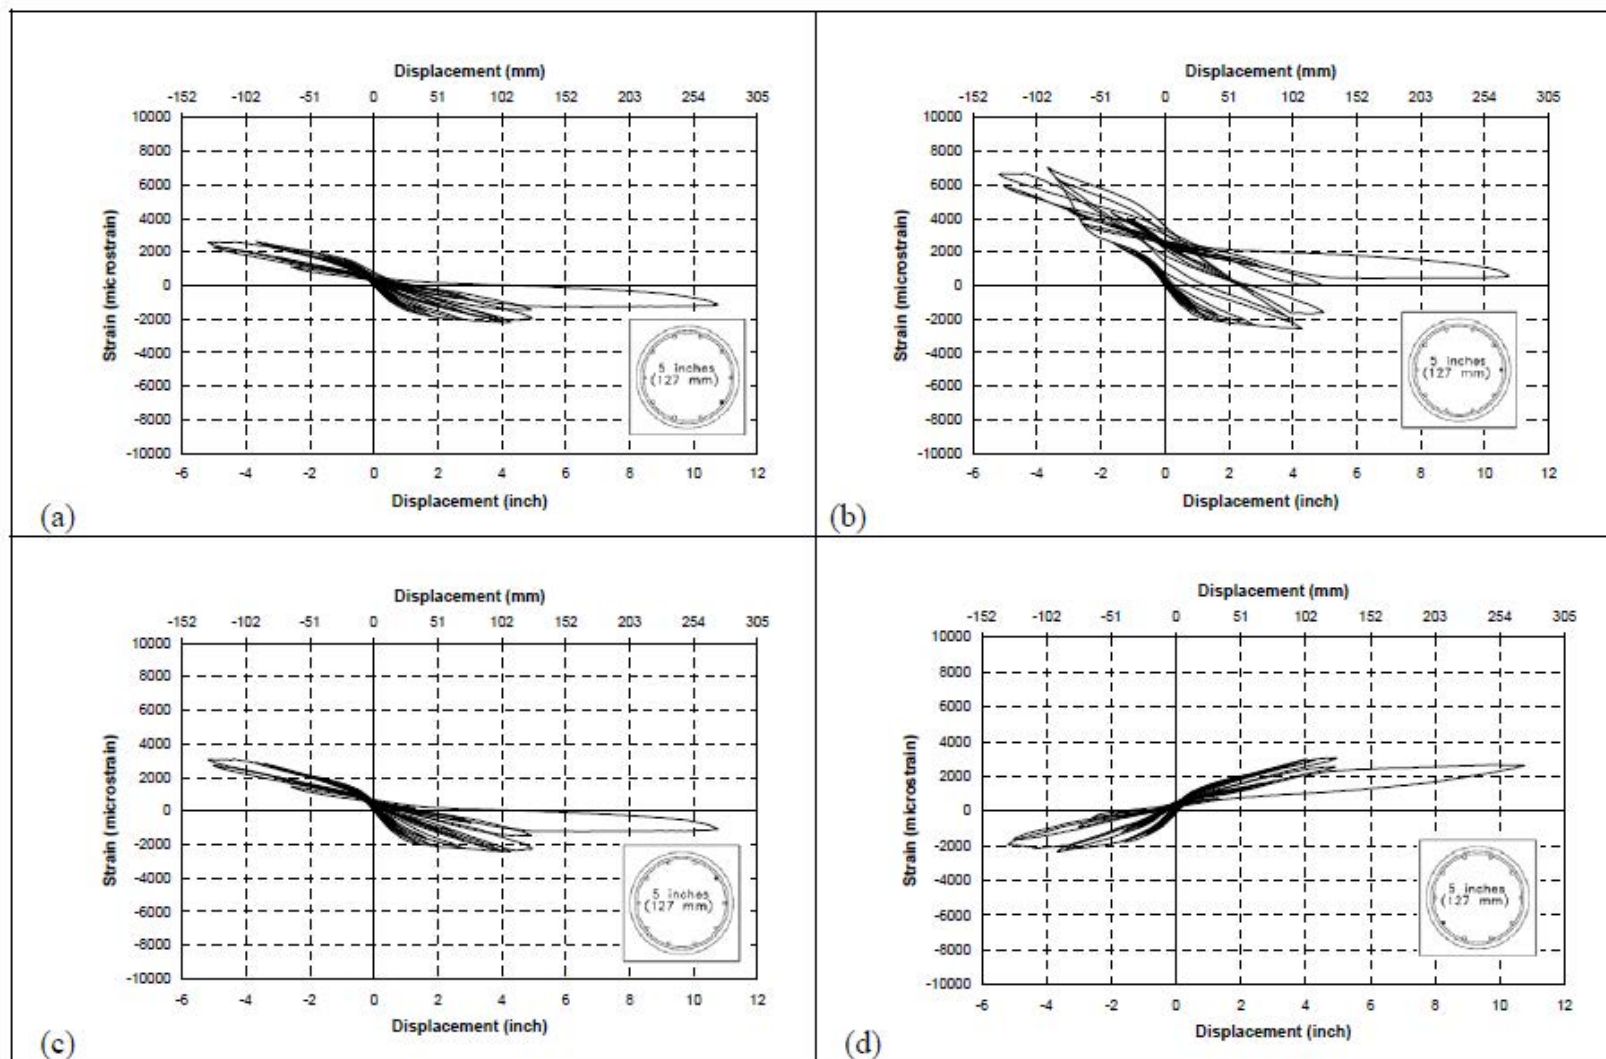 Displacement (mm)
-152 -102 -51 0 51 102 152 203 254 305
10000
8000
6000
4000
2000
0
-2000
-4000
-6000
-8000
-10000
Strain (microstrain)
5 inches
(127 mm)
-6 -4 -2 0 2 4 6 8 10 12
Displacement (inch)
(a)
Displacement (mm)
-152 -102 -51 0 51 102 152 203 254 305
10000
8000
6000
4000
2000
0
-2000
-4000
-6000
-8000
-10000
Strain (microstrain)
5 inches
(127 mm)
-6 -4 -2 0 2 4 6 8 10 12
Displacement (inch)
(b)
Displacement (mm)
-152 -102 -51 0 51 102 152 203 254 305
10000
8000
6000
4000
2000
0
-2000
-4000
-6000
-8000
-10000
Strain (microstrain)
5 inches
(127 mm)
-6 -4 -2 0 2 4 6 8 10 12
Displacement (inch)
(c)
Displacement (mm)
-152 -102 -51 0 51 102 152 203 254 305
10000
8000
6000
4000
2000
0
-2000
-4000
-6000
-8000
-10000
Strain (microstrain)
5 inches
(127 mm)
-6 -4 -2 0 2 4 6 8 10 12
Displacement (inch)
(d)